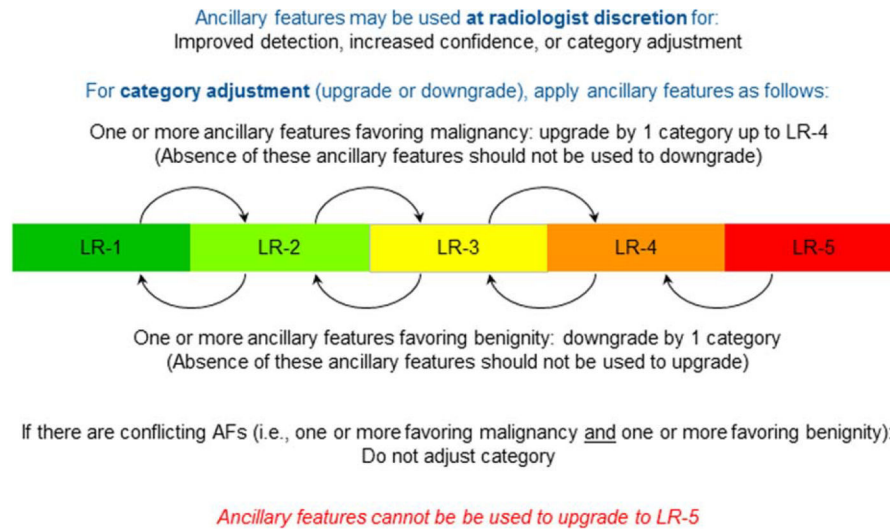 Ancillary features may be used at radiologist discretion for:
Improved detection, increased confidence, or category adjustment
For category adjustment (upgrade or downgrade), apply ancillary features as follows:
One or more ancillary features favoring malignancy: upgrade by 1 category up to LR-4
(Absence of these ancillary features should not be used to downgrade)
LR-1 LR-2 LR-3 LR-4 LR-5
One or more ancillary features favoring benignity: downgrade by 1 category
(Absence of these ancillary features should not be used to upgrade)
If there are conflicting AFs (i.e., one or more favoring malignancy and one or more favoring benignity):
Do not adjust category
Ancillary features cannot be be used to upgrade to LR-5